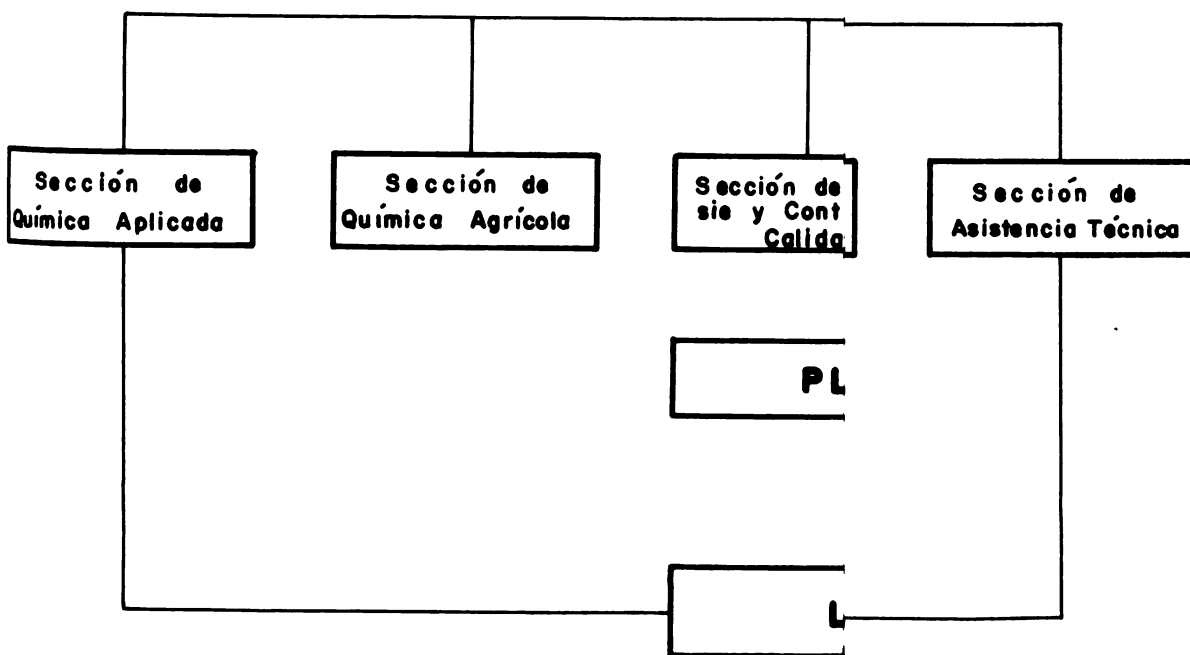 Sección de
Química Aplicada
Sección de
Química Agrícola
Sección de
sie y Cont
Calida
Sección de
Asistencia Técnica
PL
L